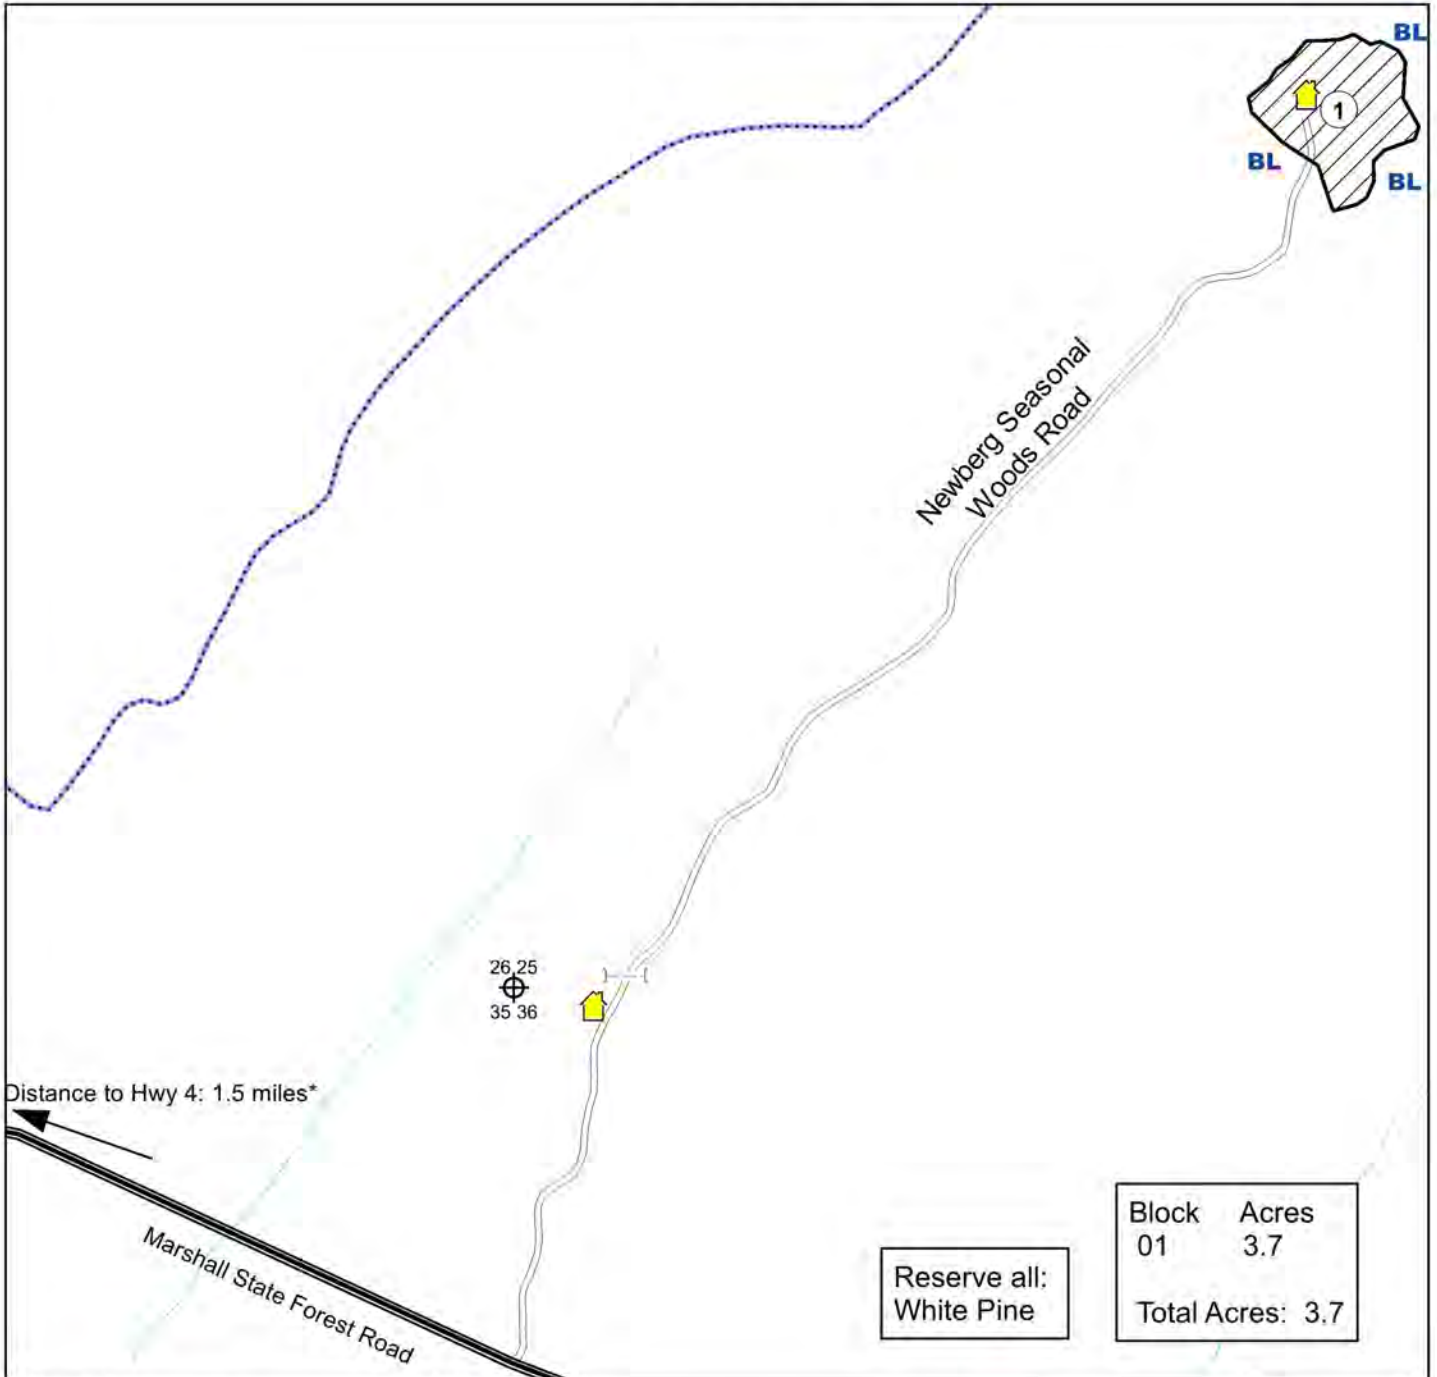 BL
1
BL
BL
Newberg Seasonal
Woods Road
26 25
35 36
Distance to Hwy 4: 1.5 miles*
Marshall State Forest Road
Reserve all:
White Pine
Block Acres
01 3.7
Total Acres: 3.7